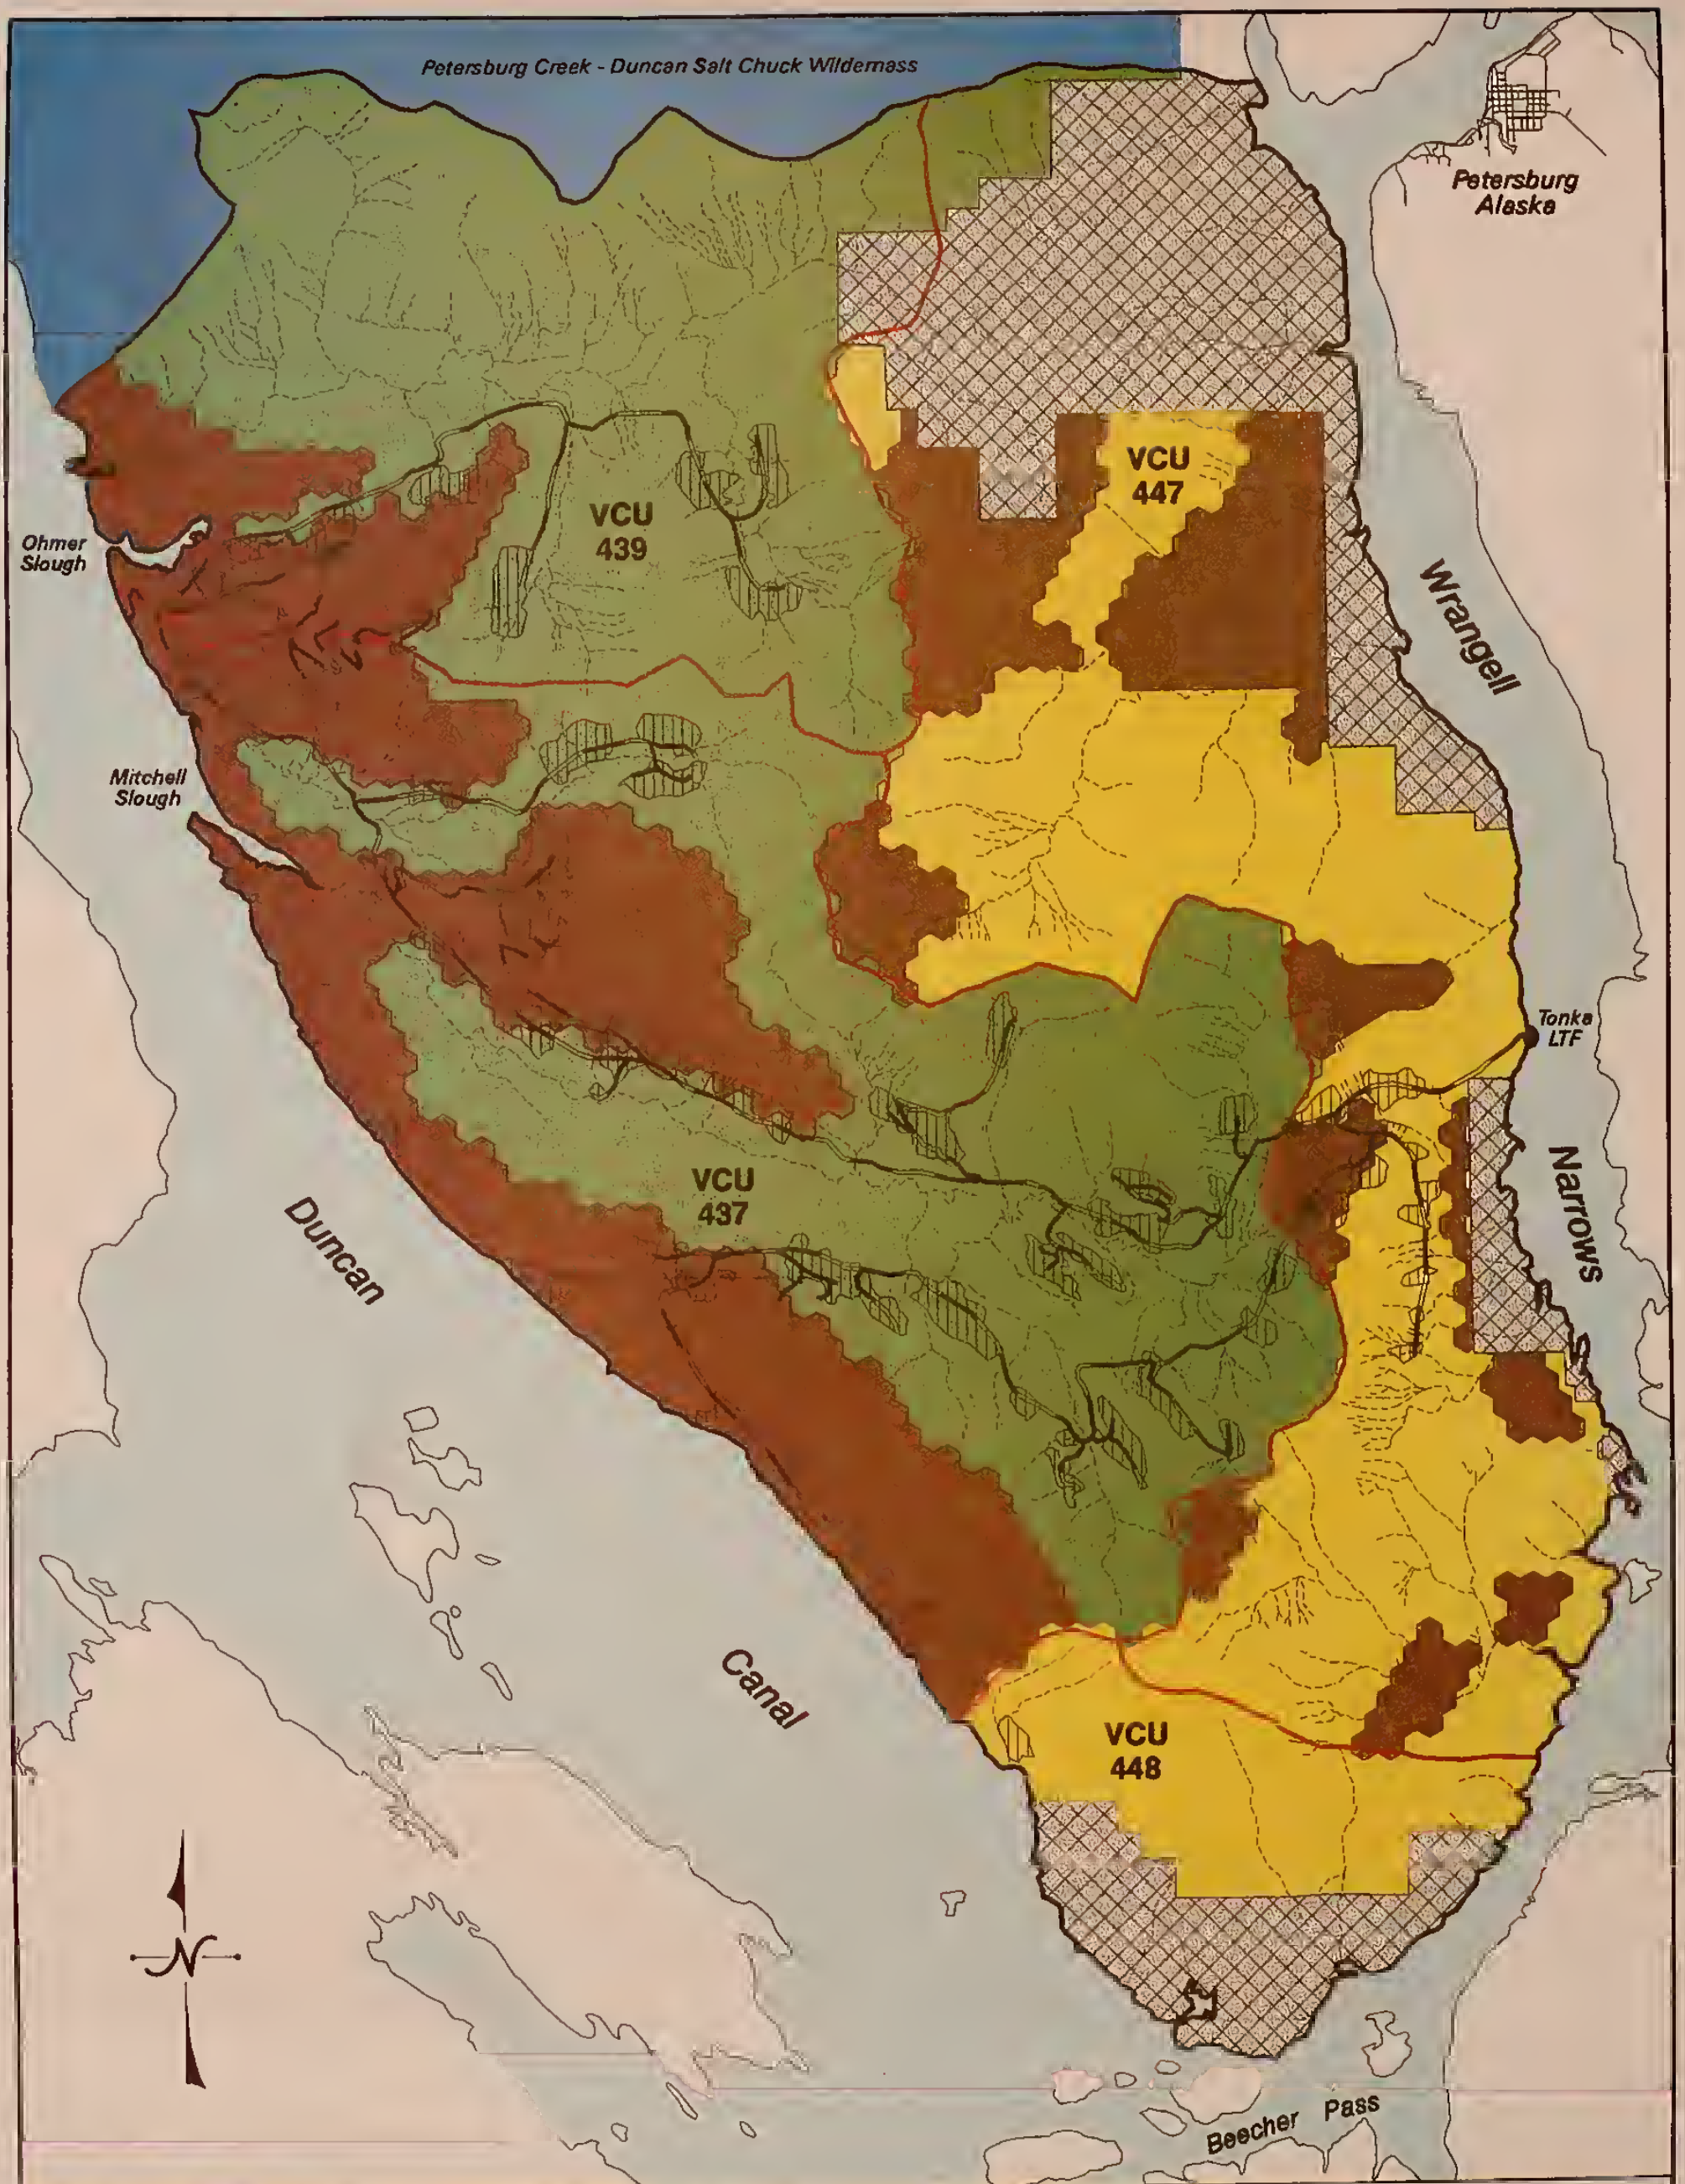 Petersburg Creek - Duncan Salt Chuck Wildernass
Petersburg
Alaska
VCU
447
VCU
439
Ohmer
Slough
Wrangell
Mitchell
Slough
Tonka
LTF
VCU
437
Narrows
Duncan
Canal
VCU
448
N
Beecher Pass